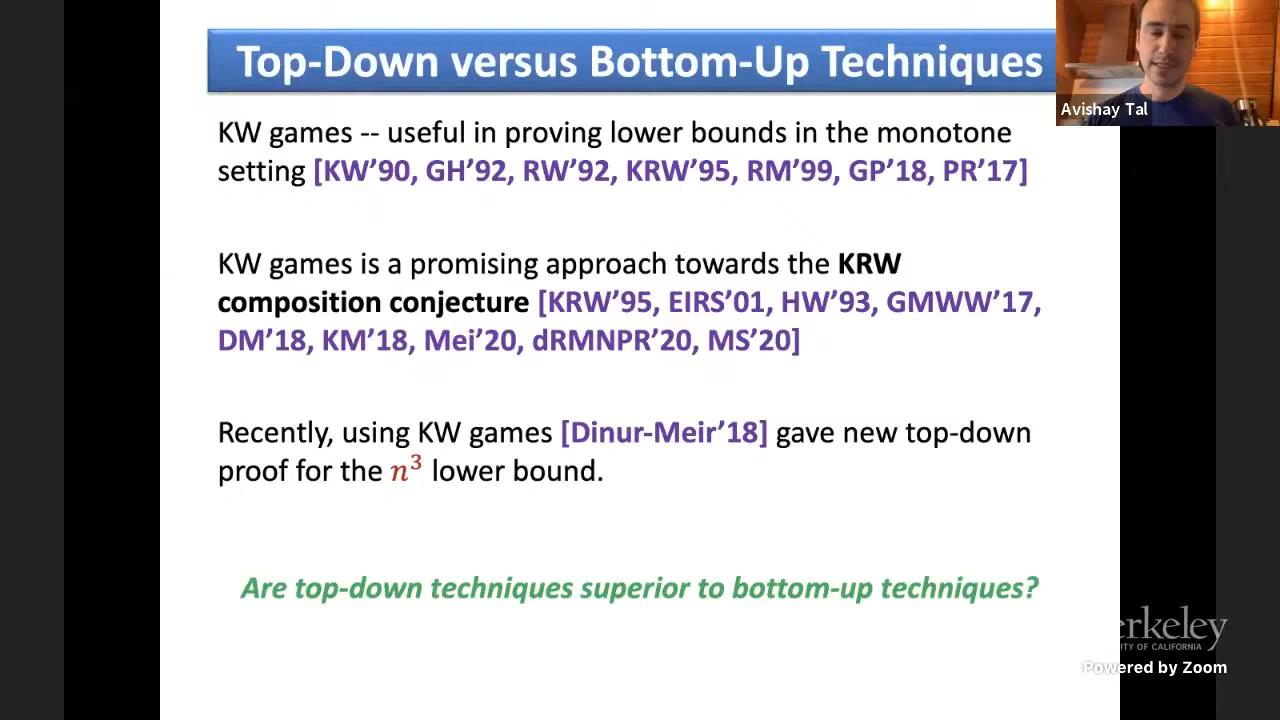 Top-Down versus Bottom-Up Techniques
Avishay Tal
KW games -- useful in proving lower bounds in the monotone
setting [KW’90, GH’92, RW’92, KRW’95, RM’99, GP’18, PR’17]
KW games is a promising approach towards the KRW
composition conjecture [KRW’95, EIRS’01, HW’93, GMWW’17,
DM’18, KM’18, Mei’20, dRMNPR’20, MS’20]
Recently, using KW games [Dinur-Meir’18] gave new top-down
proof for the n³ lower bound.
Are top-down techniques superior to bottom-up techniques?
erkeley
ITY OF CALIFORNIA
Powered by Zoom